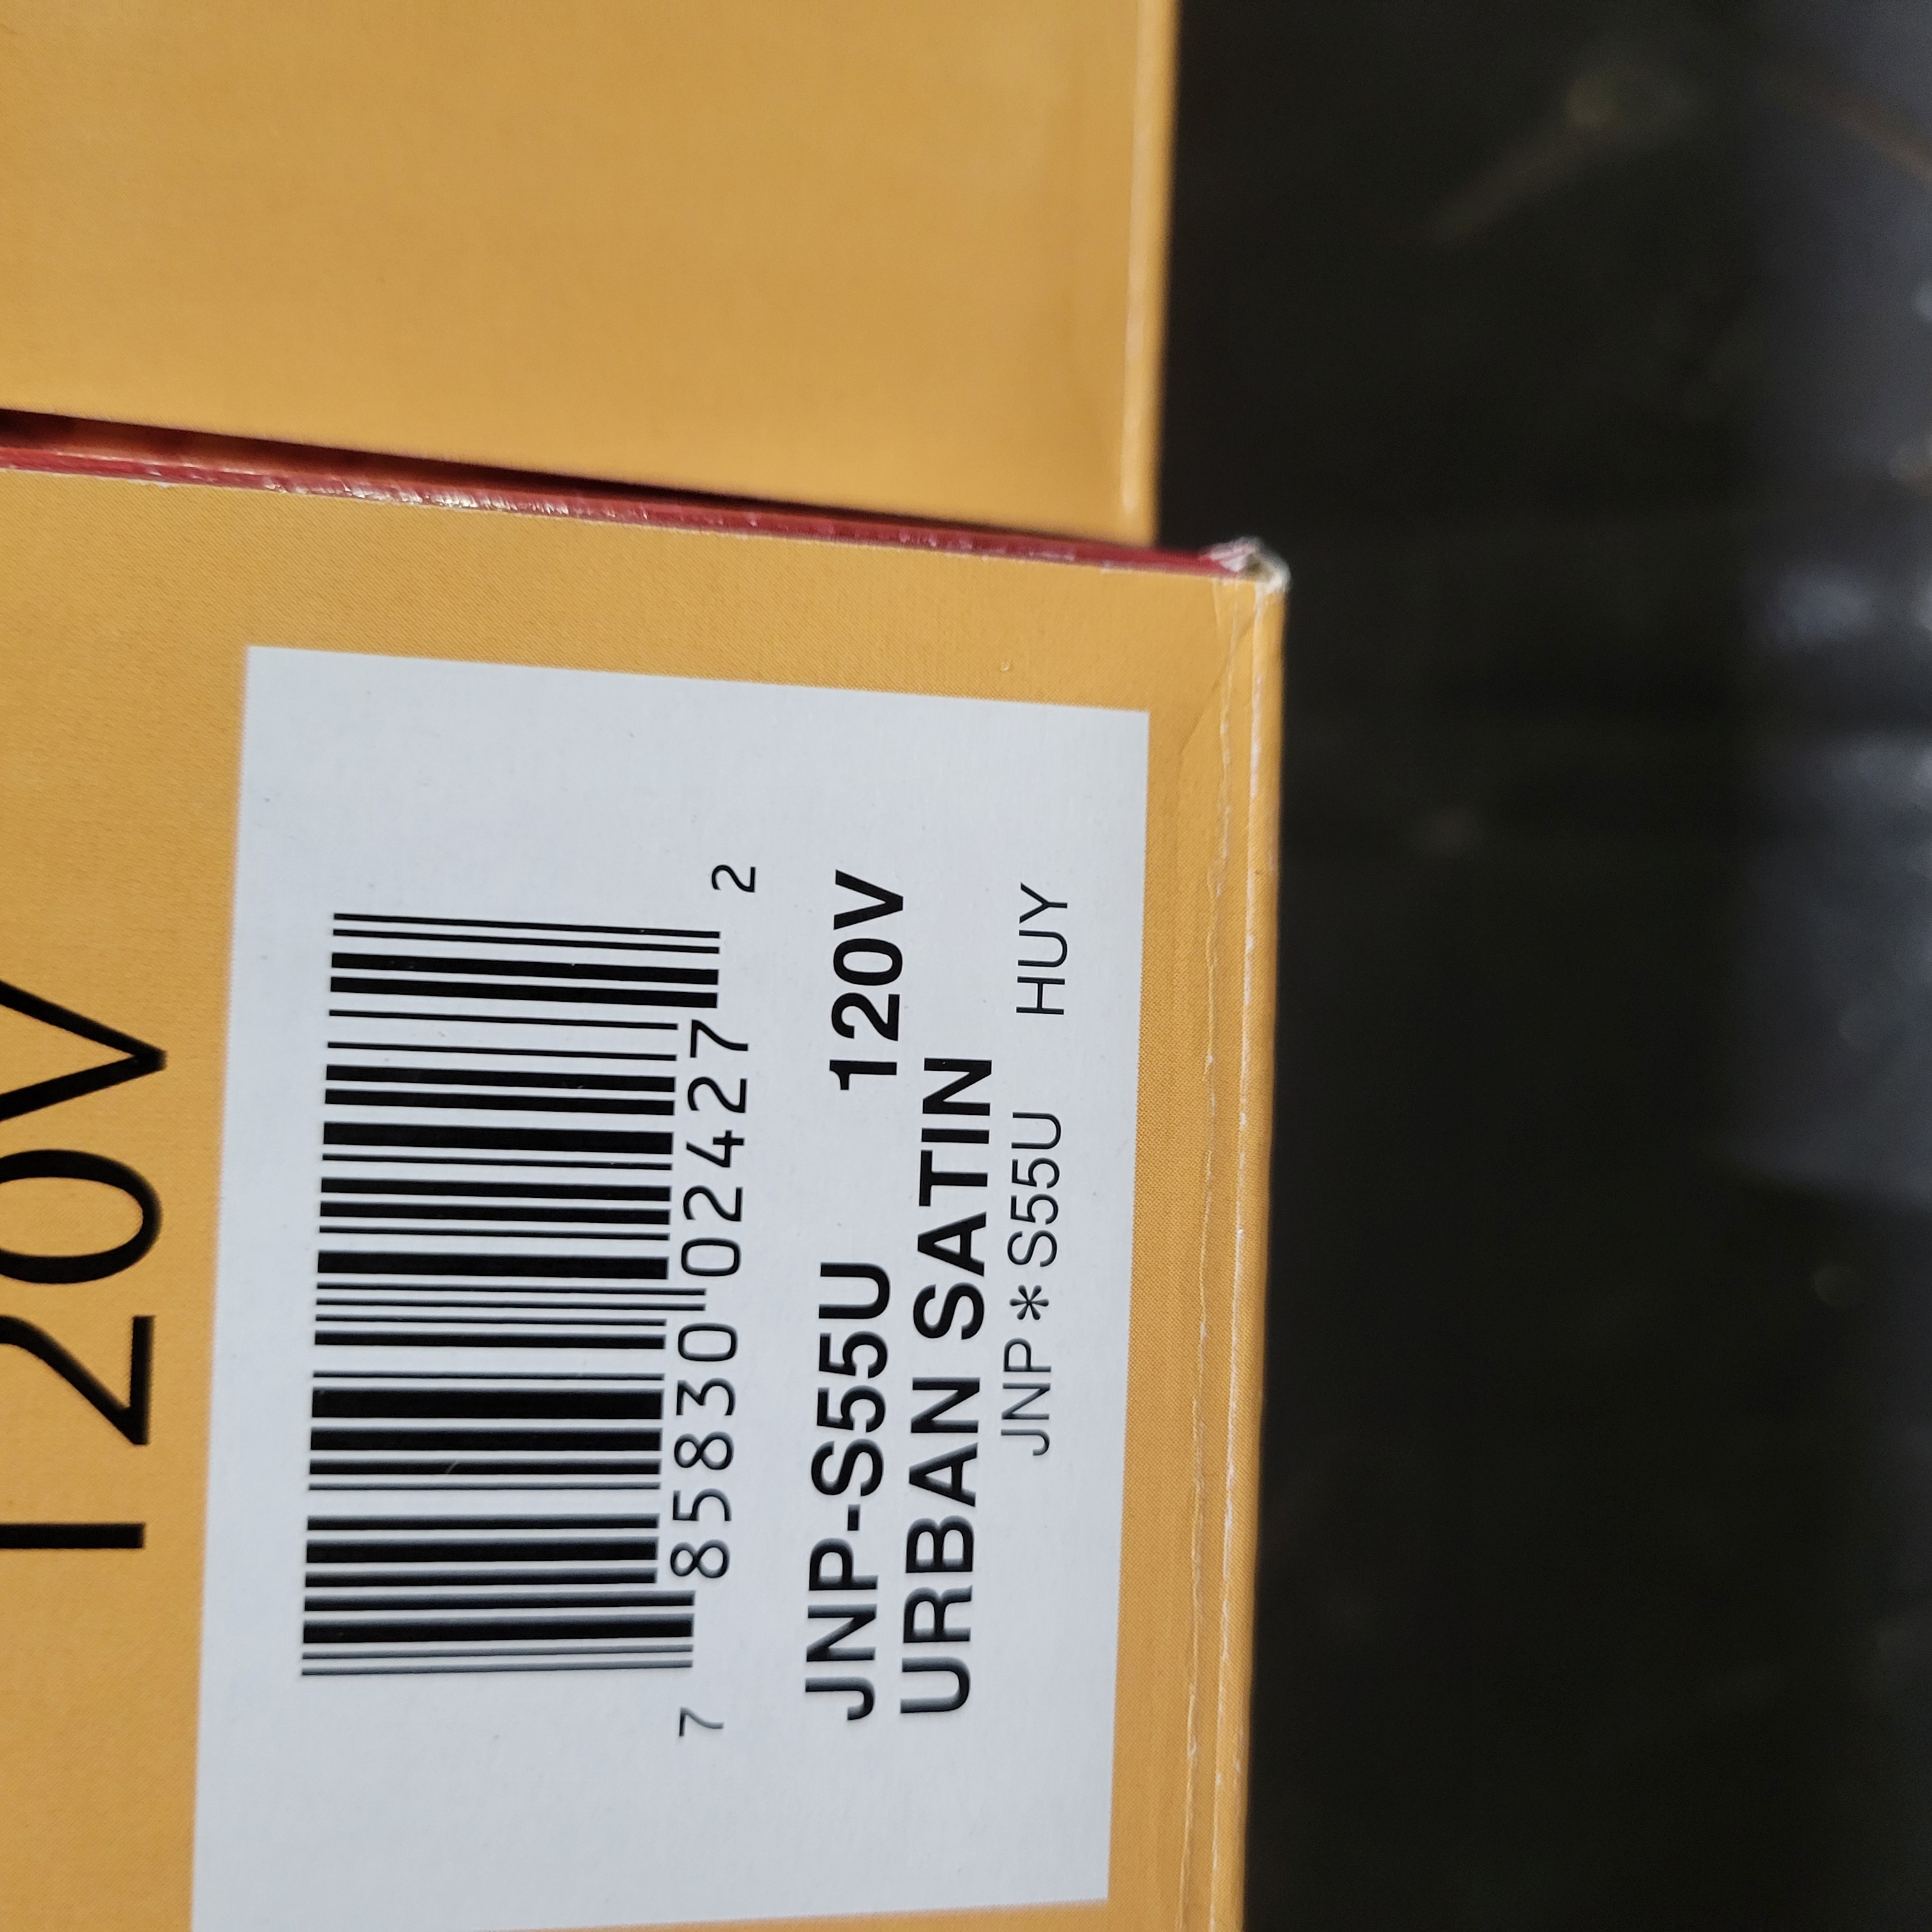 120V
7 85830 02427 2
JNP-S55U 120V
URBAN SATIN
JNP*S55U HUY